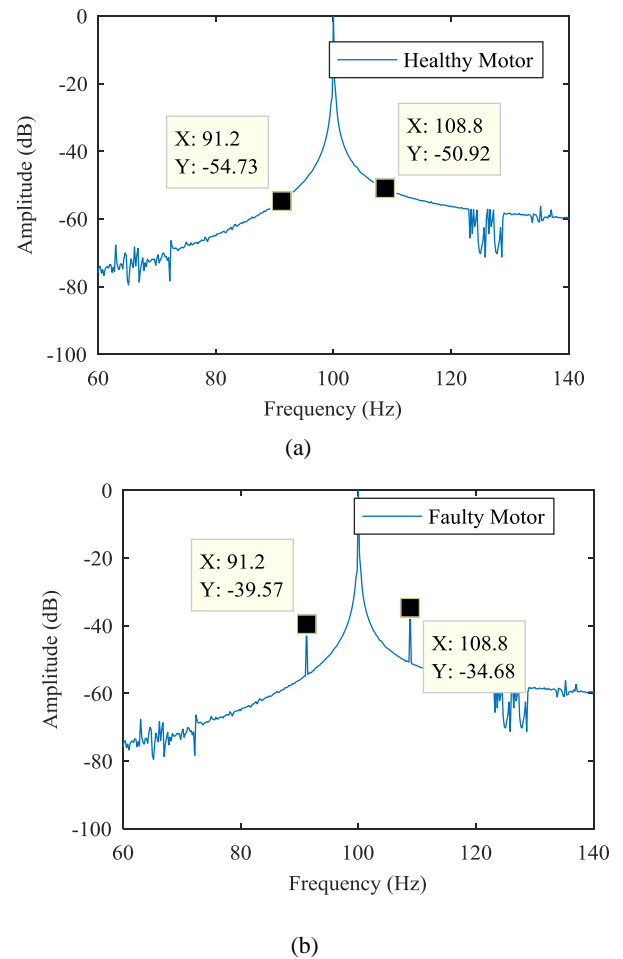 0
Healthy Motor
-20
X: 91.2
Y: -54.73
X: 108.8
Y: -50.92
-40
-60
-80
-100
60
80
100
120
140
Amplitude (dB)
Frequency (Hz)
(a)
0
Faulty Motor
-20
X: 91.2
Y: -39.57
-40
X: 108.8
Y: -34.68
-60
-80
-100
60
80
100
120
140
Amplitude (dB)
Frequency (Hz)
(b)